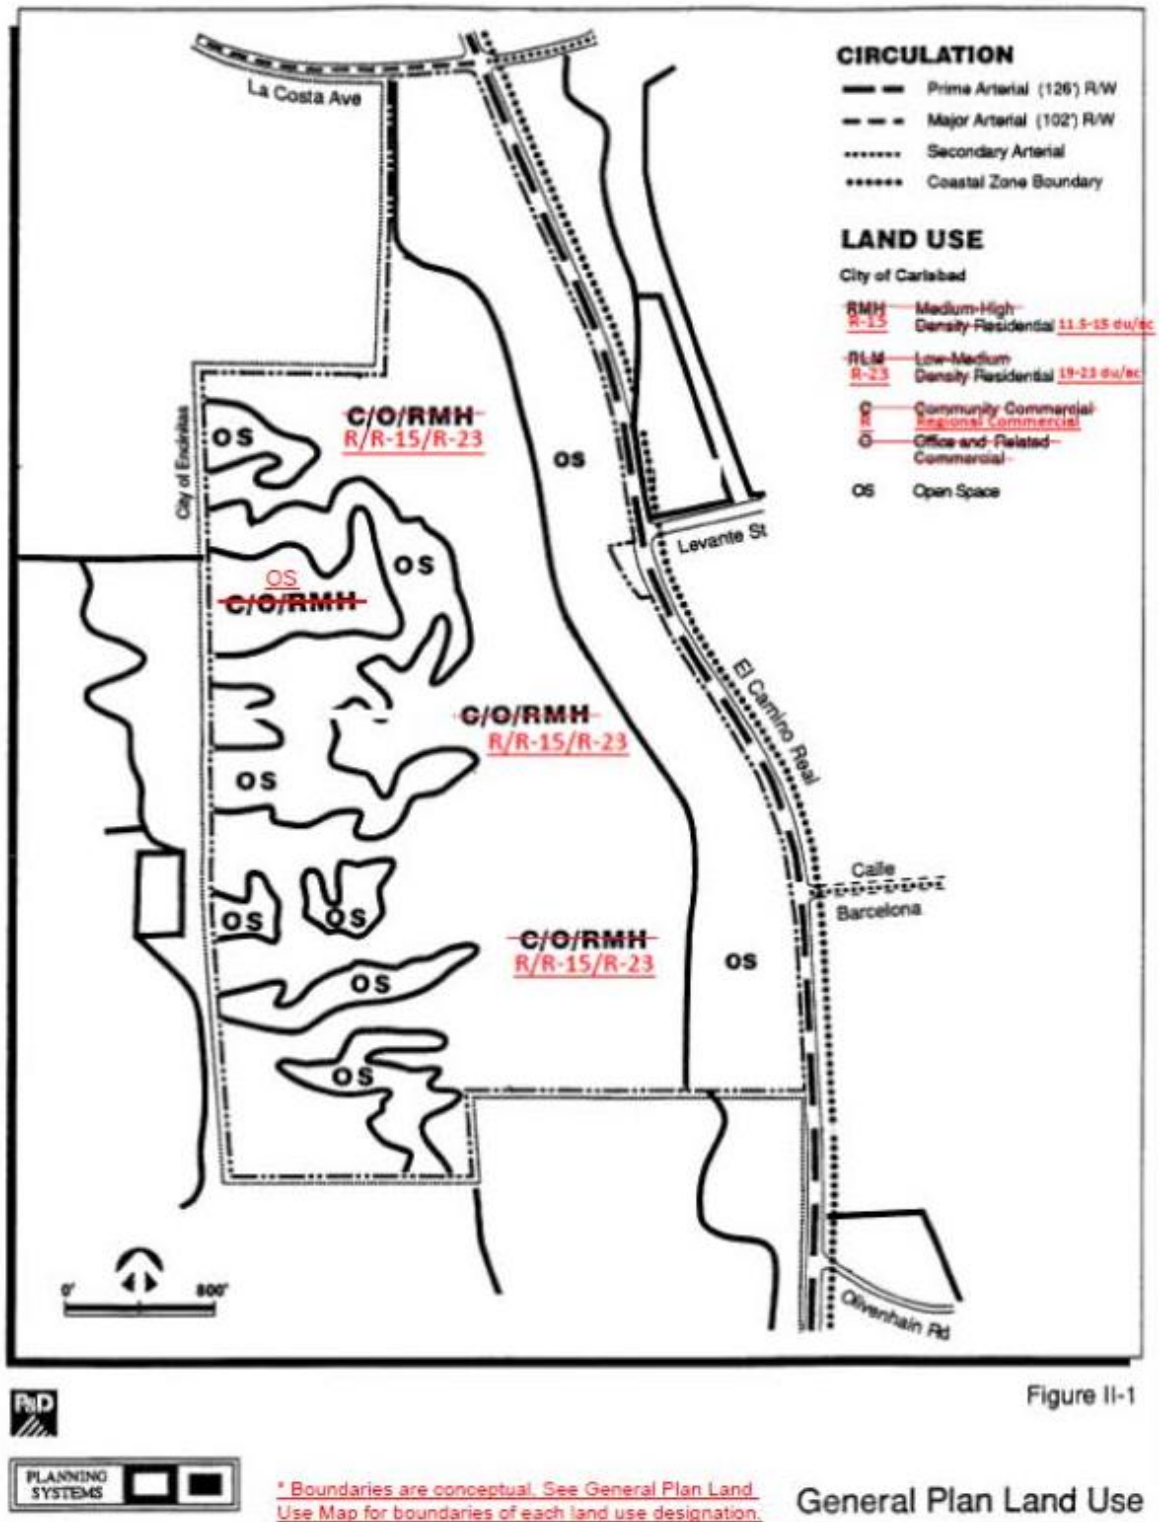 La Costa Ave
CIRCULATION
Prime Arterial (126') R/W
Major Arterial (102') R/W
Secondary Arterial
Coastal Zone Boundary
LAND USE
City of Carlsbad
RMH Medium-High
R-15 Density Residential 11.5-15 du/ac
RLM Low-Medium
R-23 Density Residential 19-23 du/ac
C Community Commercial
R Regional Commercial
O Office and Related
Commercial
OS Open Space
C/O/RMH
R/R-15/R-23
OS
OS
City of Encinitas
Levante St
OS
OS
C/O/RMH
El Camino Real
C/O/RMH
R/R-15/R-23
OS
Calle
Barcelona
OS
OS
C/O/RMH
R/R-15/R-23
OS
OS
OS
0' 800'
Olivenhain Rd
Figure II-1
P&D
PLANNING
SYSTEMS
* Boundaries are conceptual. See General Plan Land
Use Map for boundaries of each land use designation.
General Plan Land Use